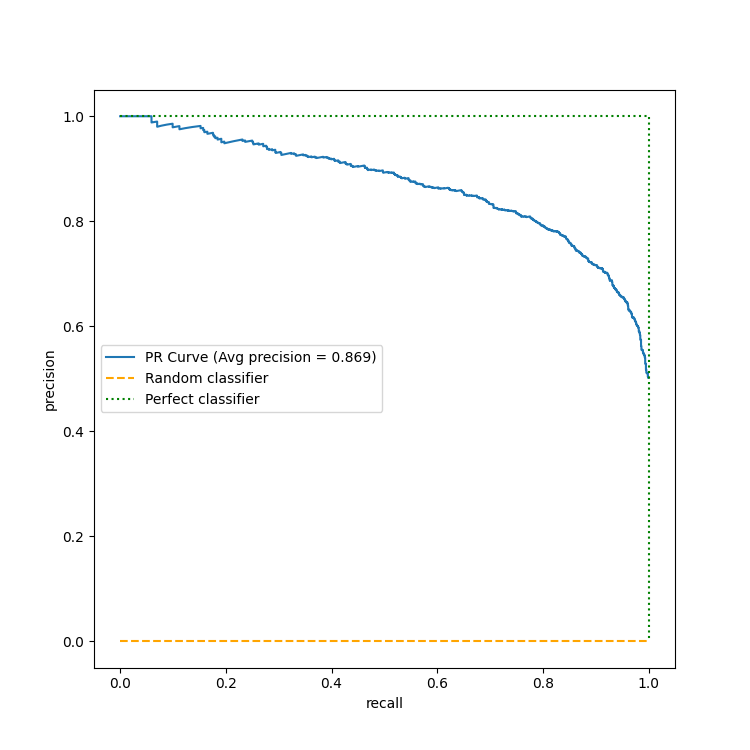 1.0
0.8
0.6
0.4
0.2
0.0
precision
PR Curve (Avg precision = 0.869)
Random classifier
Perfect classifier
0.0 0.2 0.4 0.6 0.8 1.0
recall